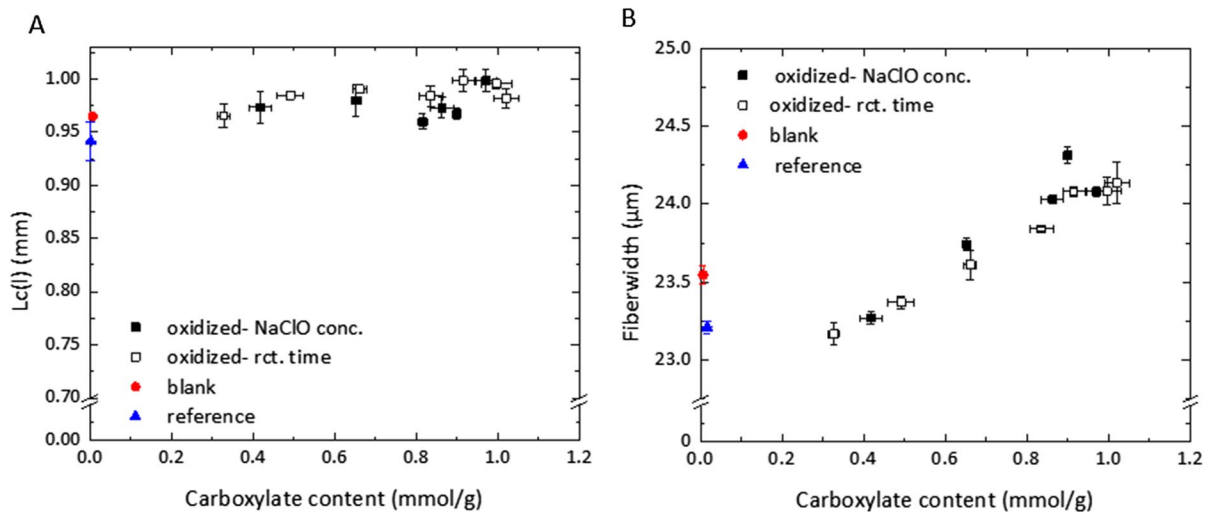 A
1.00
0.95
0.90
0.85
0.80
0.75
0.70
0.00
Lc(l) (mm)
oxidized- NaClO conc.
oxidized- rct. time
blank
reference
0.0 0.2 0.4 0.6 0.8 1.0 1.2
Carboxylate content (mmol/g)
B
25.0
24.5
24.0
23.5
23.0
0
Fiberwidth (µm)
oxidized- NaClO conc.
oxidized- rct. time
blank
reference
0.0 0.2 0.4 0.6 0.8 1.0 1.2
Carboxylate content (mmol/g)